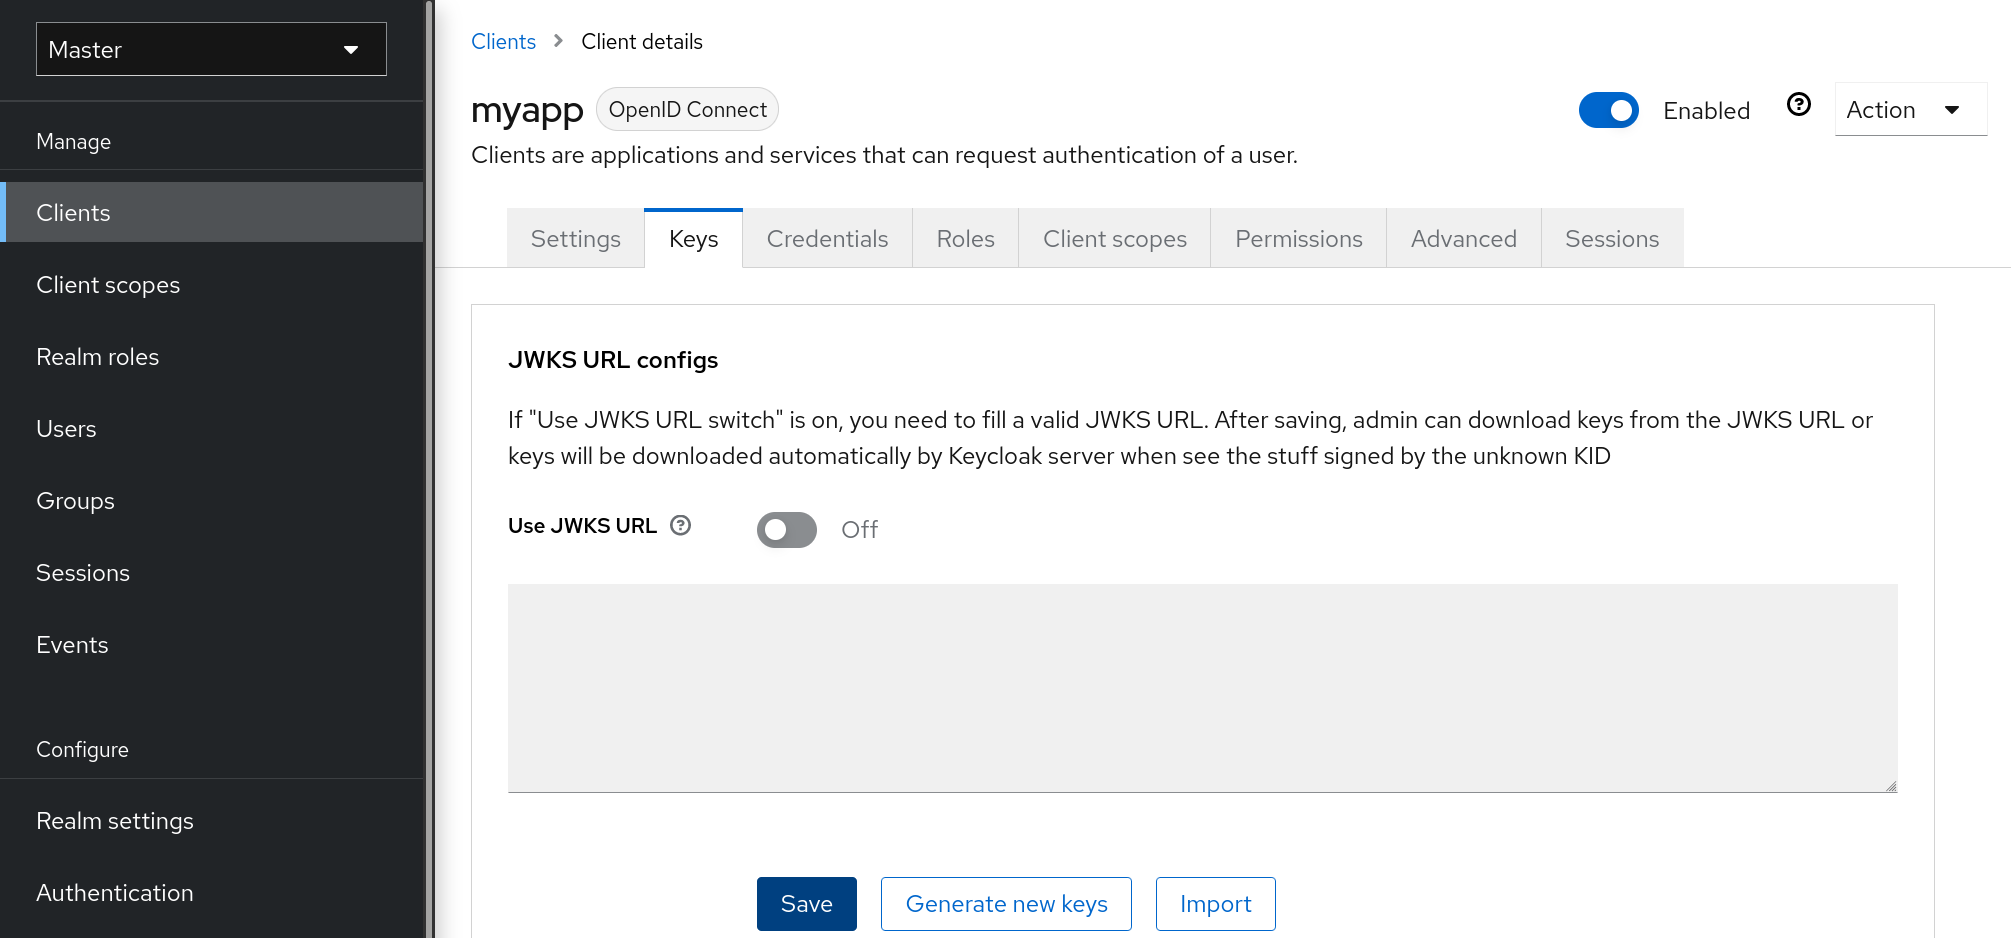 Master
Manage
Clients
Client scopes
Realm roles
Users
Groups
Sessions
Events
Configure
Realm settings
Authentication
Clients > Client details
myapp OpenID Connect
Enabled ? Action
Clients are applications and services that can request authentication of a user.
Settings Keys Credentials Roles Client scopes Permissions Advanced Sessions
JWKS URL configs
If "Use JWKS URL switch" is on, you need to fill a valid JWKS URL. After saving, admin can download keys from the JWKS URL or
keys will be downloaded automatically by Keycloak server when see the stuff signed by the unknown KID
Use JWKS URL ? Off
Save Generate new keys Import